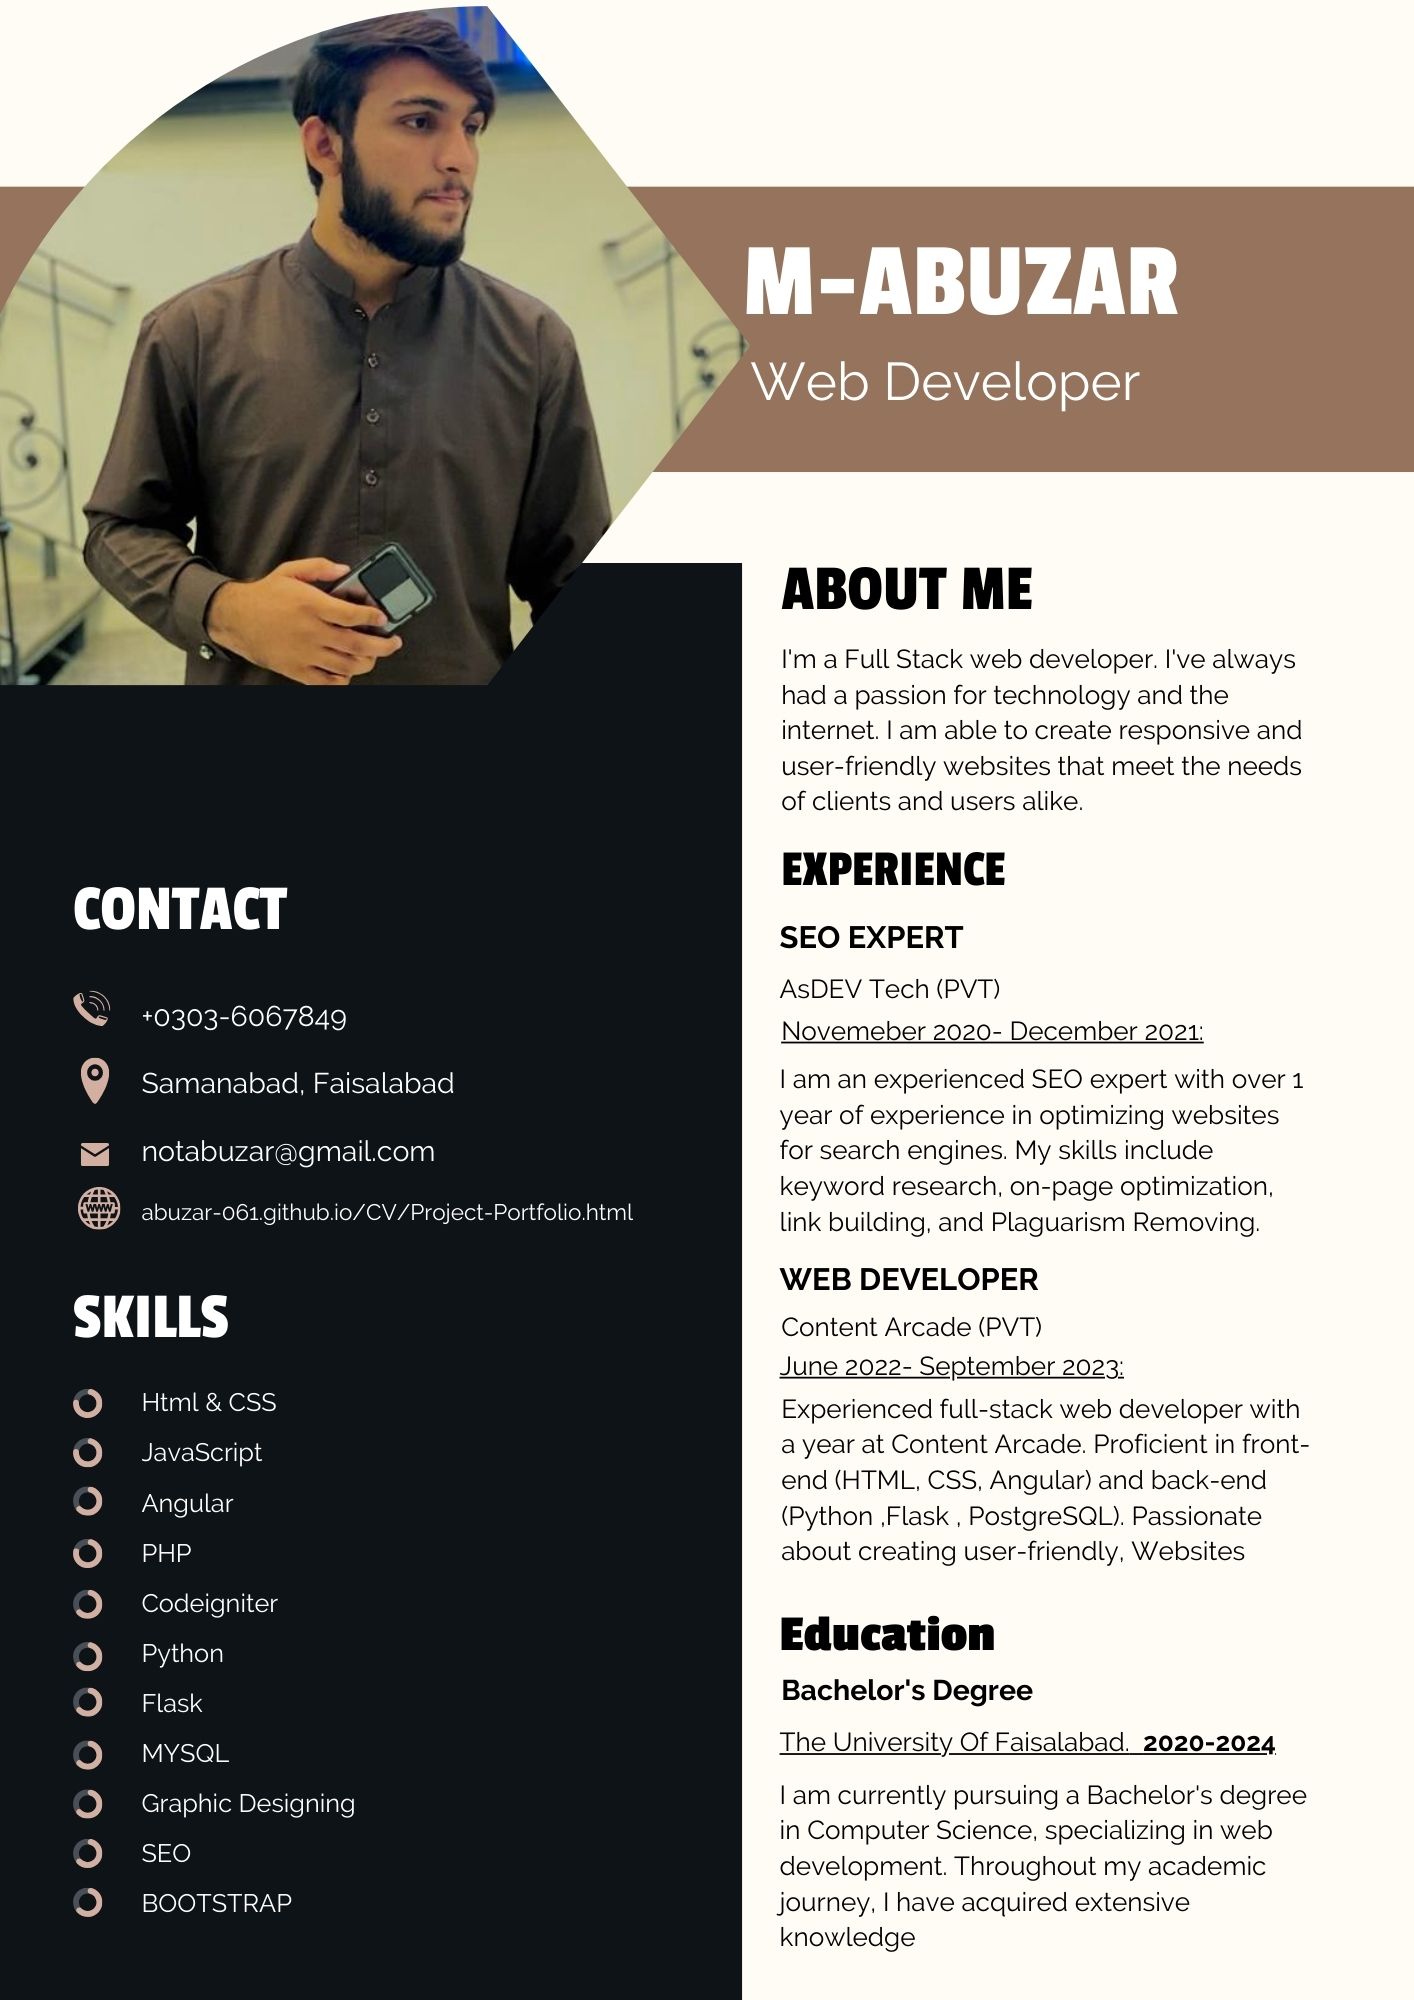 M-ABUZAR
Web Developer
CONTACT
+0303-6067849
Samanabad, Faisalabad
notabuzar@gmail.com
www
abuzar-061.github.io/CV/Project-Portfolio.html
SKILLS
Html & CSS
JavaScript
Angular
PHP
Codeigniter
Python
Flask
MYSQL
Graphic Designing
SEO
BOOTSTRAP
ABOUT ME
I'm a Full Stack web developer. I've always
had a passion for technology and the
internet. I am able to create responsive and
user-friendly websites that meet the needs
of clients and users alike.
EXPERIENCE
SEO EXPERT
AsDEV Tech (PVT)
Novemeber 2020- December 2021:
I am an experienced SEO expert with over 1
year of experience in optimizing websites
for search engines. My skills include
keyword research, on-page optimization,
link building, and Plaguarism Removing.
WEB DEVELOPER
Content Arcade (PVT)
June 2022- September 2023:
Experienced full-stack web developer with
a year at Content Arcade. Proficient in front-
end (HTML, CSS, Angular) and back-end
(Python ,Flask , PostgreSQL). Passionate
about creating user-friendly, Websites
Education
Bachelor's Degree
The University Of Faisalabad. 2020-2024
I am currently pursuing a Bachelor's degree
in Computer Science, specializing in web
development. Throughout my academic
journey, I have acquired extensive
knowledge